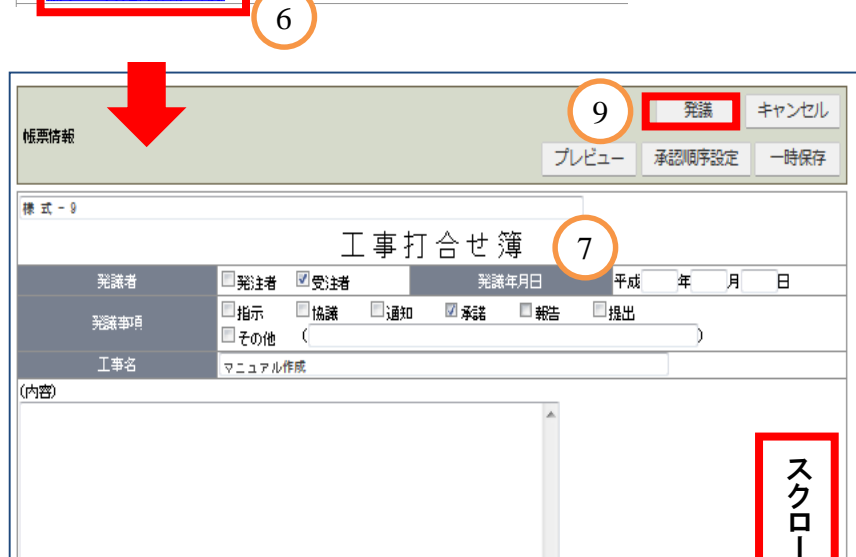 6
9
発議
キャンセル
帳票情報
プレビュー
承認順序設定
一時保存
様 式 － 9
工 事 打 合 せ 簿
7
発議者
発注者
受注者
発議年月日
平成 年 月 日
発議事項
指示
協議
通知
承諾
報告
提出
その他 ( )
工事名
マニュアル作成
(内容)
スクロー